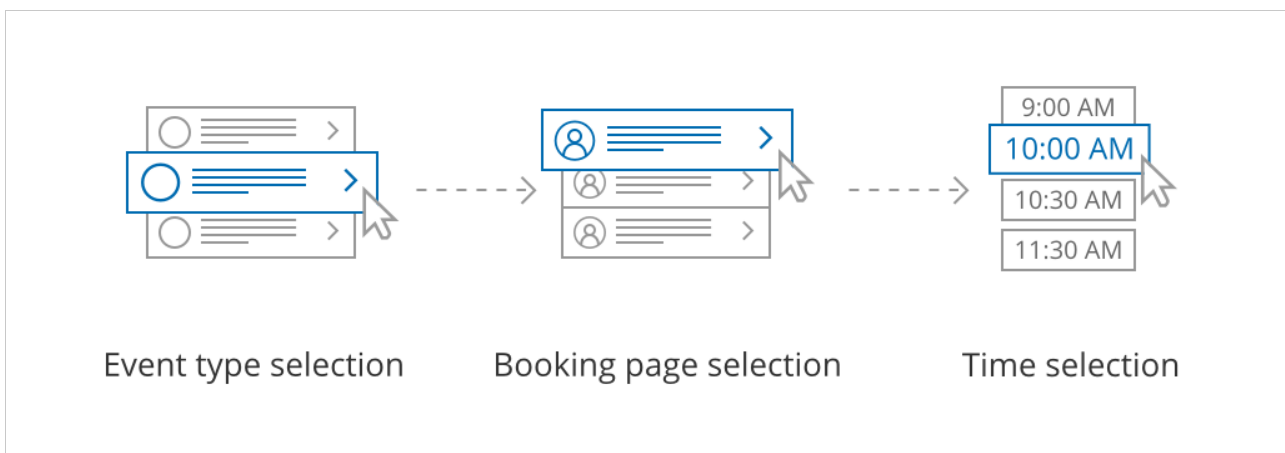 9:00 AM
10:00 AM
10:30 AM
11:30 AM
Event type selection
Booking page selection
Time selection